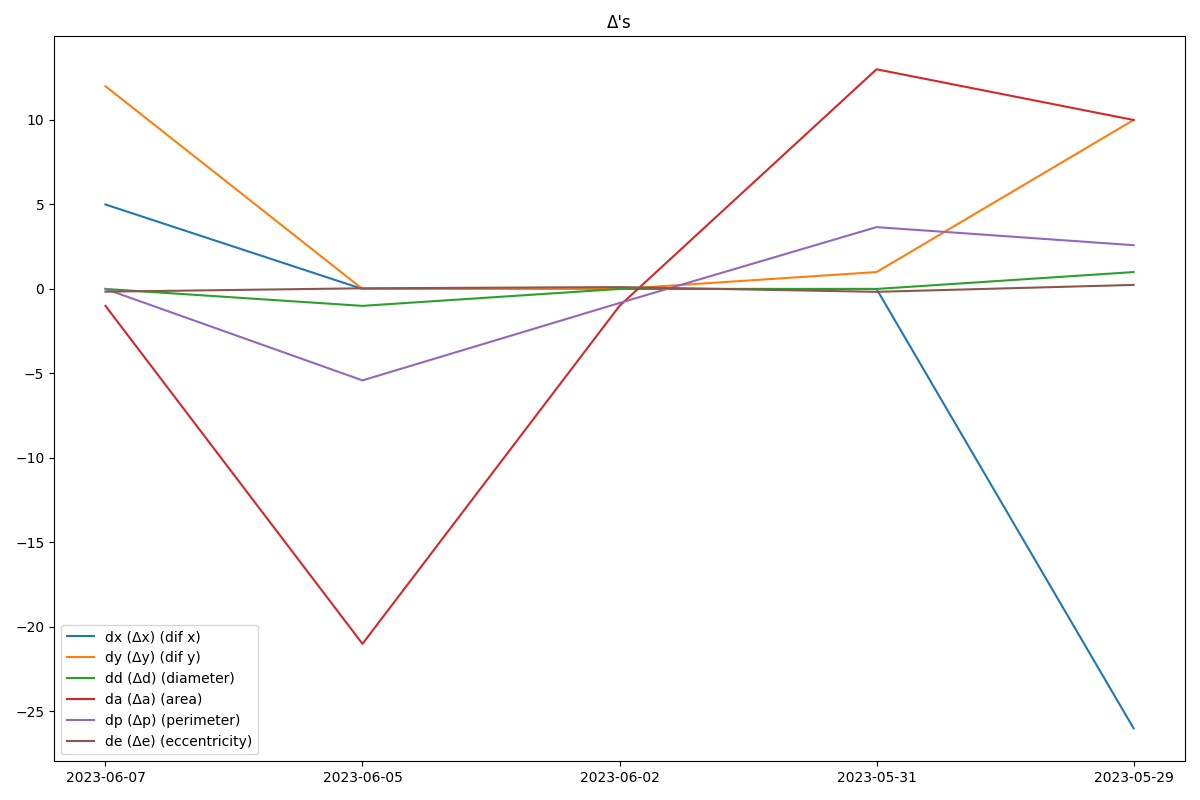 Δ's
10
5
0
−5
−10
−15
−20
−25
dx (Δx) (dif x)
dy (Δy) (dif y)
dd (Δd) (diameter)
da (Δa) (area)
dp (Δp) (perimeter)
de (Δe) (eccentricity)
2023-06-07 2023-06-05 2023-06-02 2023-05-31 2023-05-29